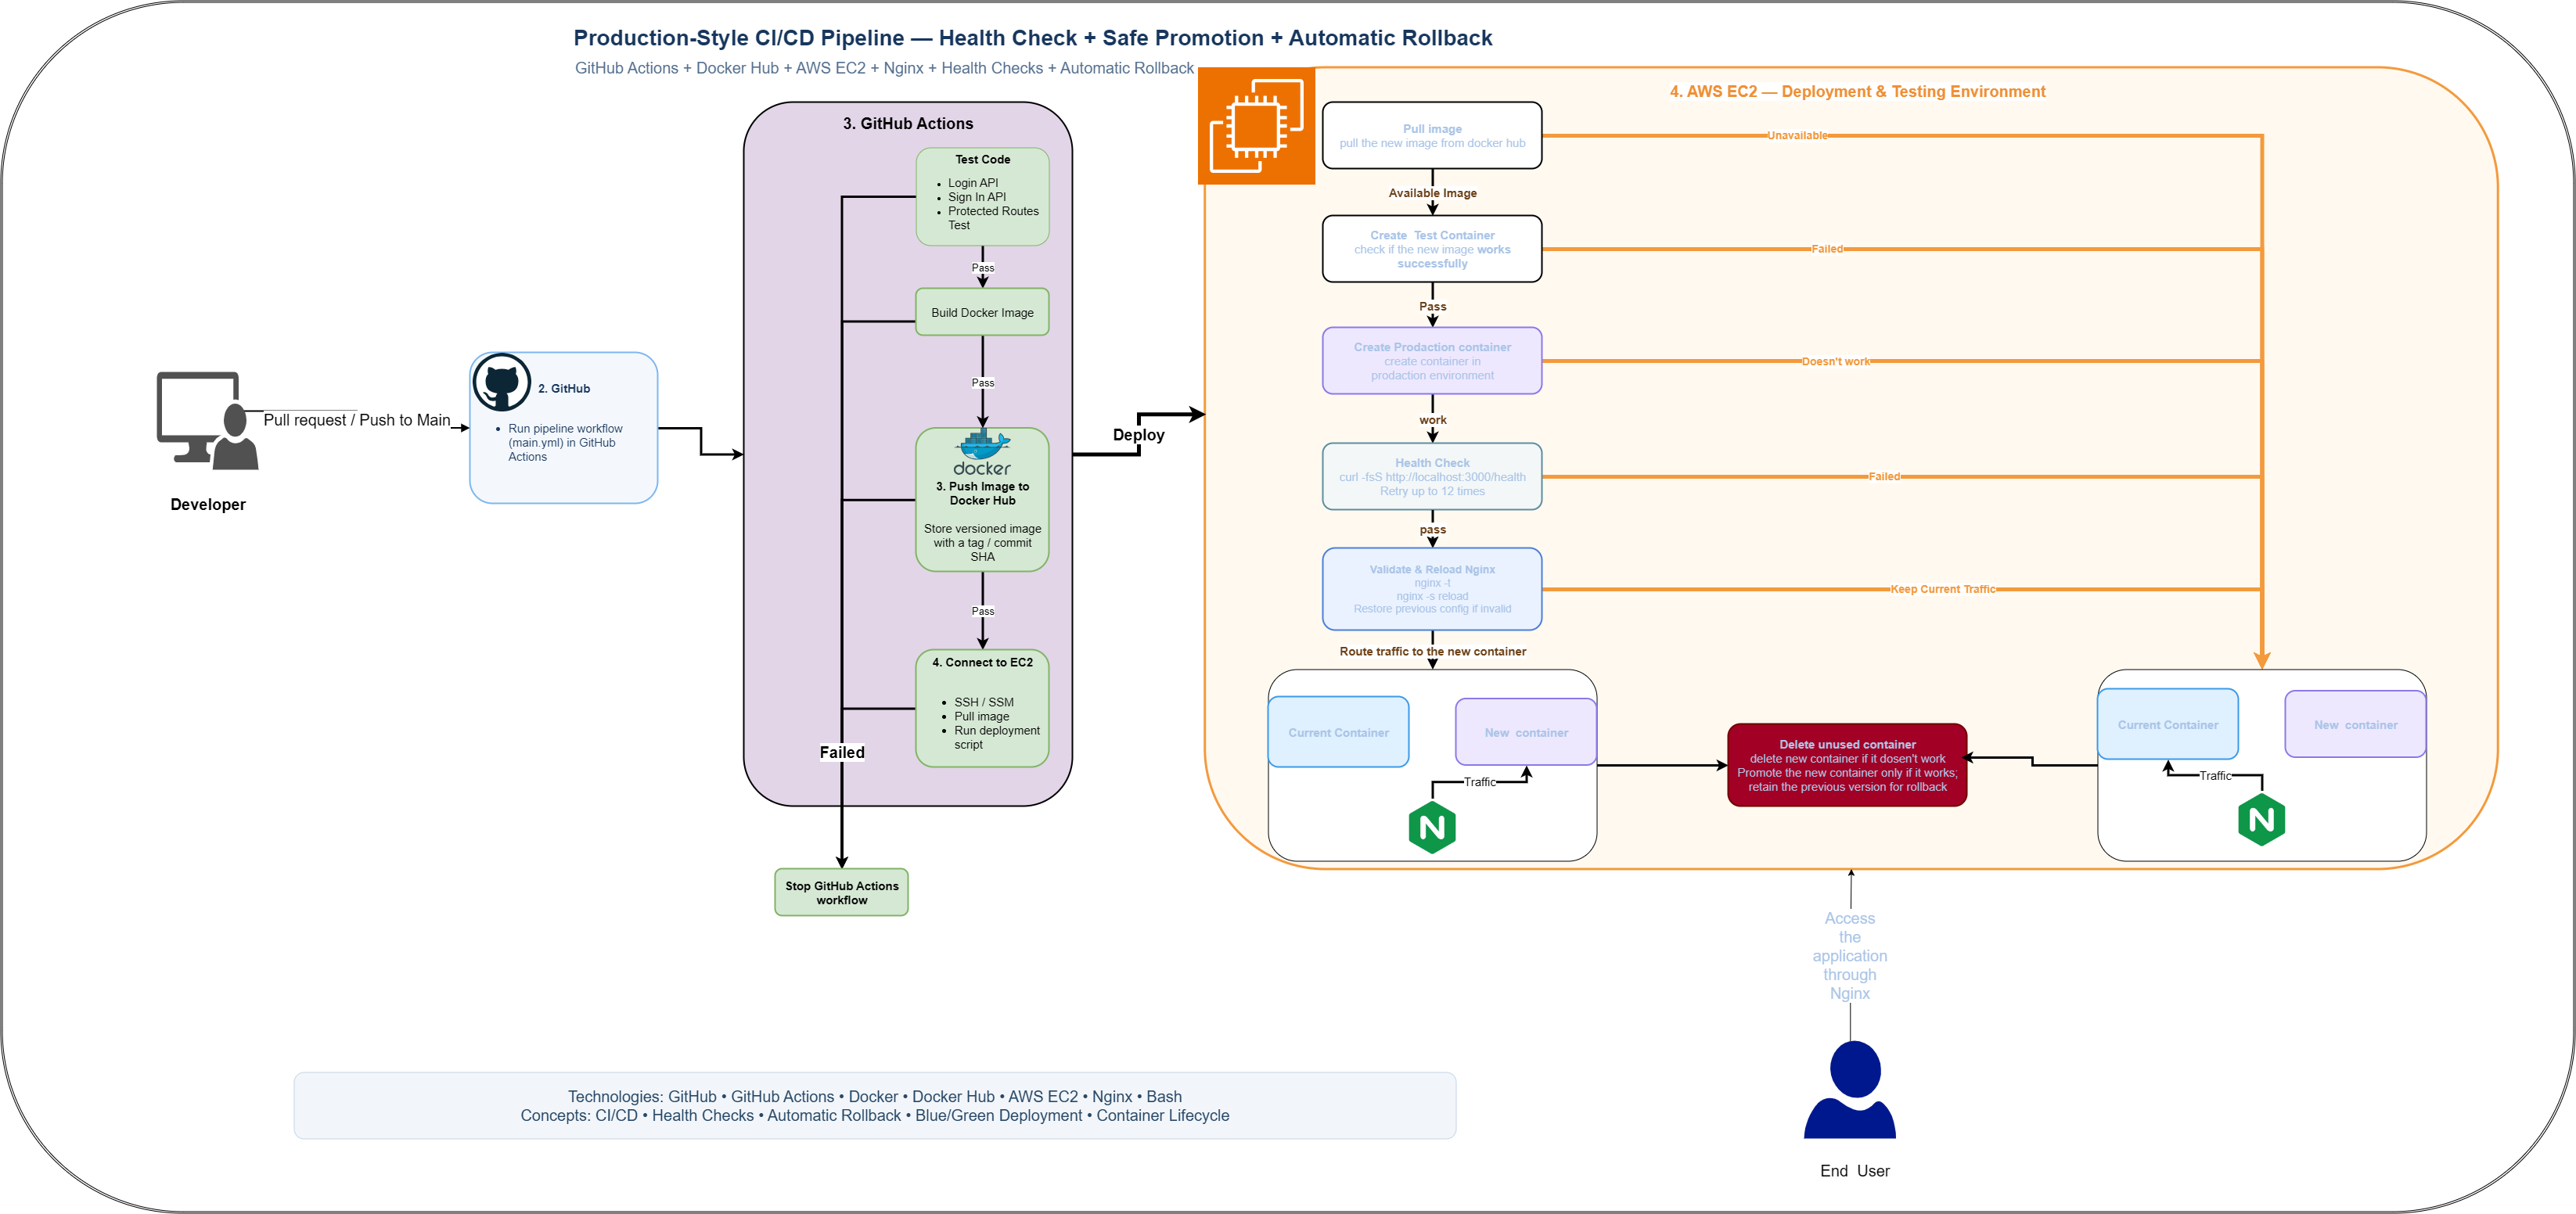 Production-Style CI/CD Pipeline — Health Check + Safe Promotion + Automatic Rollback
GitHub Actions + Docker Hub + AWS EC2 + Nginx + Health Checks + Automatic Rollback
Developer
Pull request / Push to Main
2. GitHub
• Run pipeline workflow
(main.yml) in GitHub
Actions
3. GitHub Actions
Test Code
• Login API
• Sign In API
• Protected Routes
Test
Pass
Build Docker Image
Pass
docker
3. Push Image to
Docker Hub
Store versioned image
with a tag / commit
SHA
Pass
4. Connect to EC2
• SSH / SSM
• Pull image
• Run deployment
script
Failed
Stop GitHub Actions
workflow
Deploy
4. AWS EC2 — Deployment & Testing Environment
Pull image
pull the new image from docker hub
Unavailable
Available Image
Create  Test Container
check if the new image works
successfully
Failed
Pass
Create Prodaction container
create container in
prodaction environment
Doesn't work
work
Health Check
curl -fsS http://localhost:3000/health
Retry up to 12 times
Failed
pass
Validate & Reload Nginx
nginx -t
nginx -s reload
Restore previous config if invalid
Keep Current Traffic
Route traffic to the new container
Current Container
New  container
Traffic
N
Delete unused container
delete new container if it dosen't work
Promote the new container only if it works;
retain the previous version for rollback
Current Container
New  container
Traffic
N
Access
the
application
through
Nginx
End  User
Technologies: GitHub • GitHub Actions • Docker • Docker Hub • AWS EC2 • Nginx • Bash
Concepts: CI/CD • Health Checks • Automatic Rollback • Blue/Green Deployment • Container Lifecycle